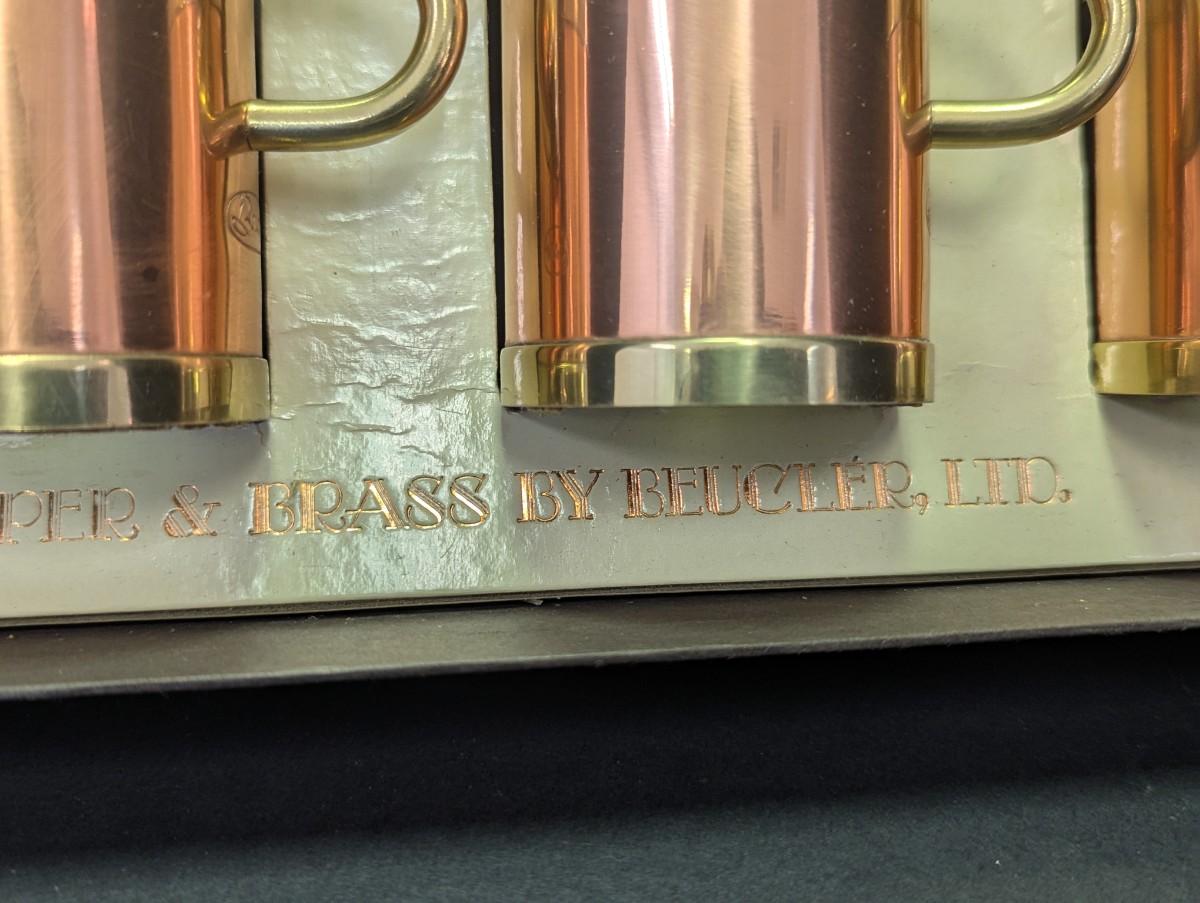 PER & BRASS BY BEUCLÉR, LTD.